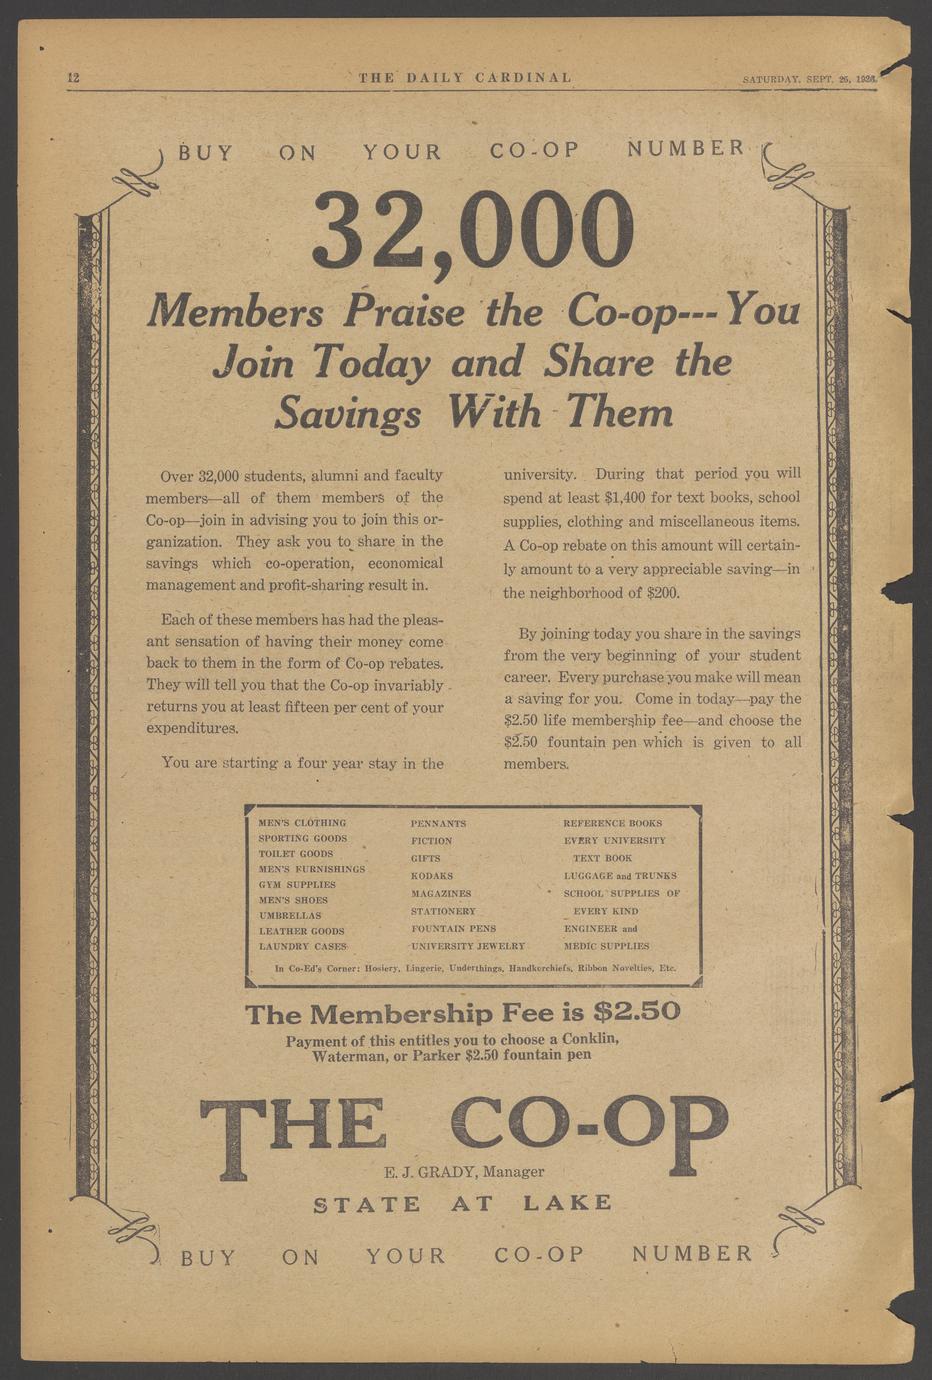 12
THE DAILY CARDINAL
SATURDAY, SEPT. 25, 1926.
BUY ON YOUR CO-OP NUMBER
32,000
Members Praise the Co-op---You
Join Today and Share the
Savings With Them
Over 32,000 students, alumni and faculty
members—all of them members of the
Co-op—join in advising you to join this or-
ganization. They ask you to share in the
savings which co-operation, economical
management and profit-sharing result in.
Each of these members has had the pleas-
ant sensation of having their money come
back to them in the form of Co-op rebates.
They will tell you that the Co-op invariably
returns you at least fifteen per cent of your
expenditures.
You are starting a four year stay in the
university. During that period you will
spend at least $1,400 for text books, school
supplies, clothing and miscellaneous items.
A Co-op rebate on this amount will certain-
ly amount to a very appreciable saving—in
the neighborhood of $200.
By joining today you share in the savings
from the very beginning of your student
career. Every purchase you make will mean
a saving for you. Come in today—pay the
$2.50 life membership fee—and choose the
$2.50 fountain pen which is given to all
members.
MEN'S CLOTHING
SPORTING GOODS
TOILET GOODS
MEN'S FURNISHINGS
GYM SUPPLIES
MEN'S SHOES
UMBRELLAS
LEATHER GOODS
LAUNDRY CASES
PENNANTS
FICTION
GIFTS
KODAKS
MAGAZINES
STATIONERY
FOUNTAIN PENS
UNIVERSITY JEWELRY
REFERENCE BOOKS
EVERY UNIVERSITY
TEXT BOOK
LUGGAGE and TRUNKS
SCHOOL SUPPLIES OF
EVERY KIND
ENGINEER and
MEDIC SUPPLIES
In Co-Ed's Corner: Hosiery, Lingerie, Underthings, Handkerchiefs, Ribbon Novelties, Etc.
The Membership Fee is $2.50
Payment of this entitles you to choose a Conklin,
Waterman, or Parker $2.50 fountain pen
THE CO-OP
E. J. GRADY, Manager
STATE AT LAKE
BUY ON YOUR CO-OP NUMBER